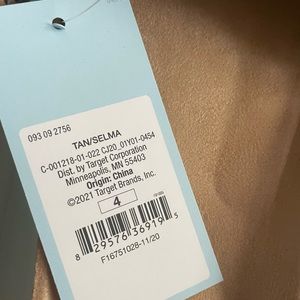 093 09 2756
TAN/SELMA
C-001218-01-022 CJ20_01Y01-0454
Dist. by Target Corporation
Minneapolis, MN 55403
Origin: China
©2021 Target Brands, Inc.
4
8 29576 36919 5
F16751028-11/20